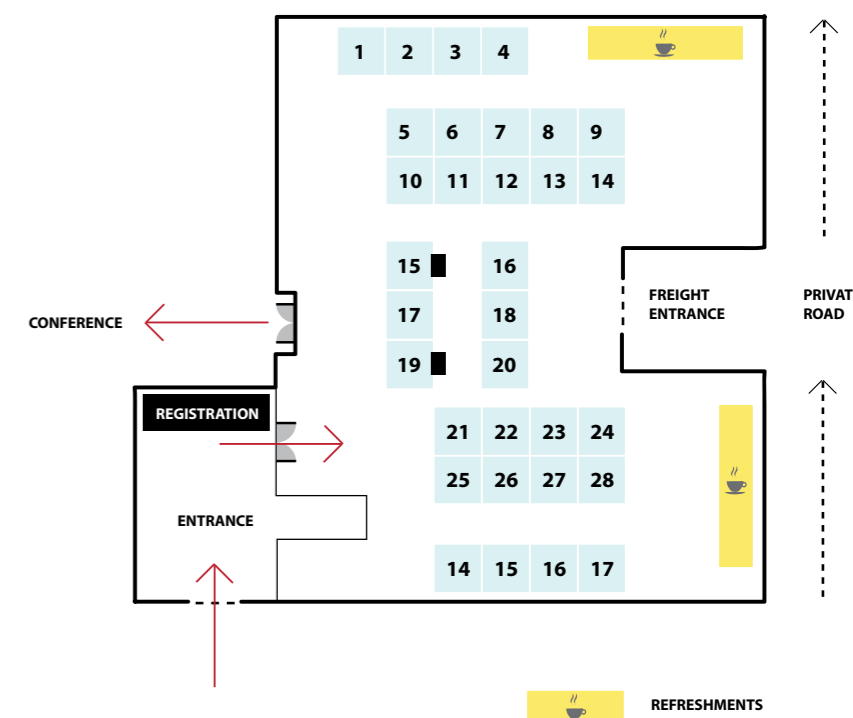 1 2 3 4
5 6 7 8 9
10 11 12 13 14
15 16
FREIGHT
ENTRANCE
PRIVAT
ROAD
CONFERENCE
17 18
19 20
REGISTRATION
21 22 23 24
25 26 27 28
ENTRANCE
14 15 16 17
REFRESHMENTS